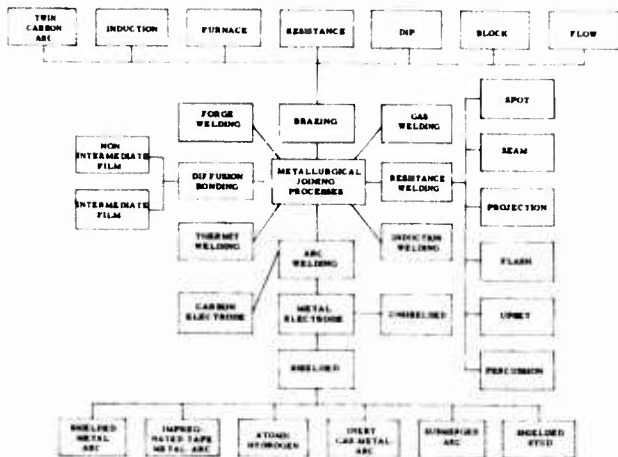 TWIN
CARBON
ARC
INDUCTION
FURNACE
RESISTANCE
DIP
BLOCK
FLOW
FORGE
WELDING
BRAZING
GAS
WELDING
SPOT
NON
INTERMEDIATE
FILM
DIFFUSION
BONDING
METALLURGICAL
JOINING
PROCESSES
RESISTANCE
WELDING
SEAM
INTERMEDIATE
FILM
PROJECTION
THERMIT
WELDING
ARC
WELDING
INDUCTION
WELDING
FLASH
CARBON
ELECTRODE
METAL
ELECTRODE
UNSHIELDED
UPSET
SHIELDED
PERCUSSION
SHIELDED
METAL
ARC
IMPREG-
NATED TAPE
METAL ARC
ATOMIC
HYDROGEN
INERT
GAS METAL
ARC
SUBMERGED
ARC
SHIELDED
STUD